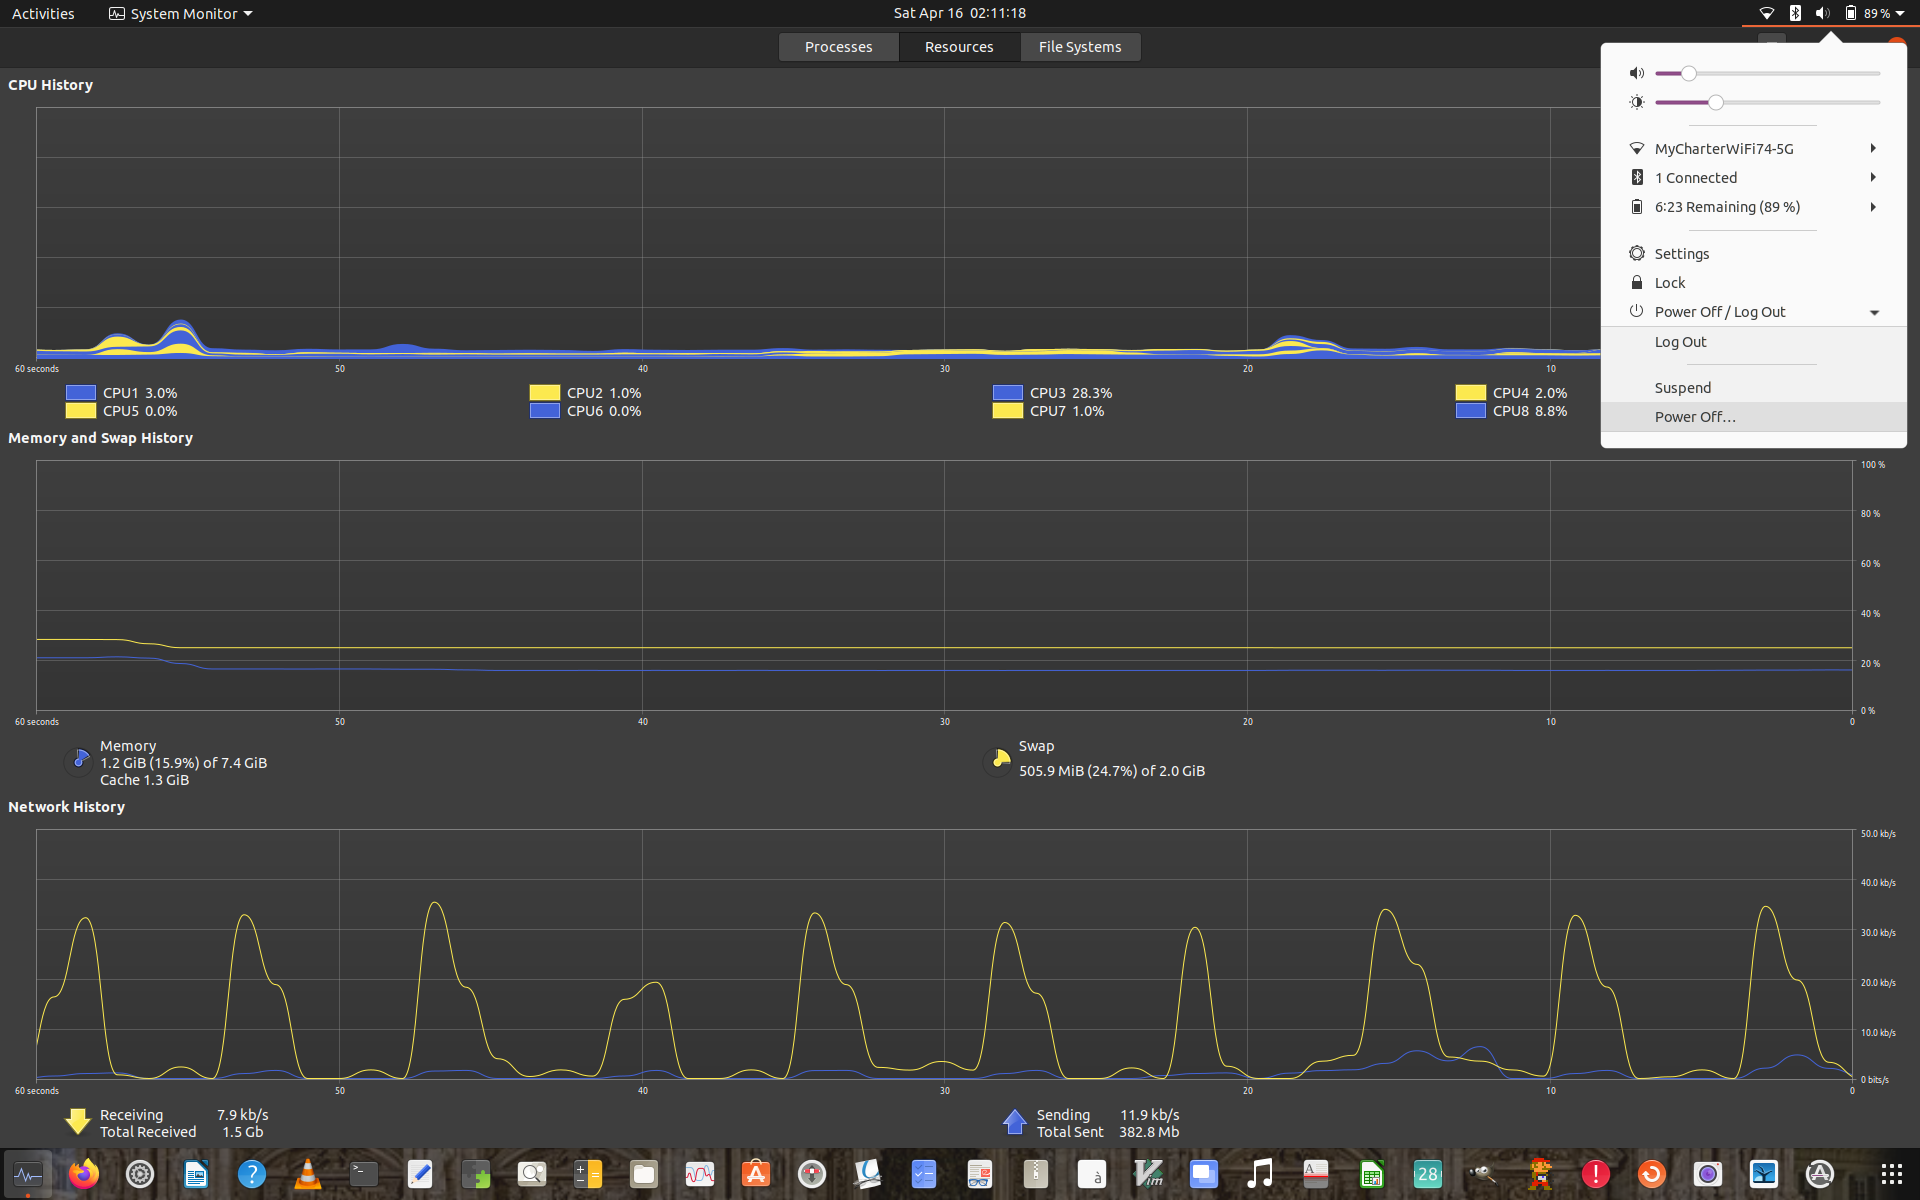 Activities
System Monitor
Sat Apr 16 02:11:18
89 %
Processes
Resources
File Systems
CPU History
60 seconds
50
40
30
20
10
CPU1 3.0%
CPU2 1.0%
CPU3 28.3%
CPU4 2.0%
CPU5 0.0%
CPU6 0.0%
CPU7 1.0%
CPU8 8.8%
MyCharterWiFi74-5G
1 Connected
6:23 Remaining (89 %)
Settings
Lock
Power Off / Log Out
Log Out
Suspend
Power Off...
Memory and Swap History
100 %
80 %
60 %
40 %
20 %
0 %
60 seconds
50
40
30
20
10
0
Memory
1.2 GiB (15.9%) of 7.4 GiB
Cache 1.3 GiB
Swap
505.9 MiB (24.7%) of 2.0 GiB
Network History
50.0 kb/s
40.0 kb/s
30.0 kb/s
20.0 kb/s
10.0 kb/s
0 bits/s
60 seconds
50
40
30
20
10
0
Receiving 7.9 kb/s
Total Received 1.5 Gb
Sending 11.9 kb/s
Total Sent 382.8 Mb
>_
?
A
à
Vim
A
28
!